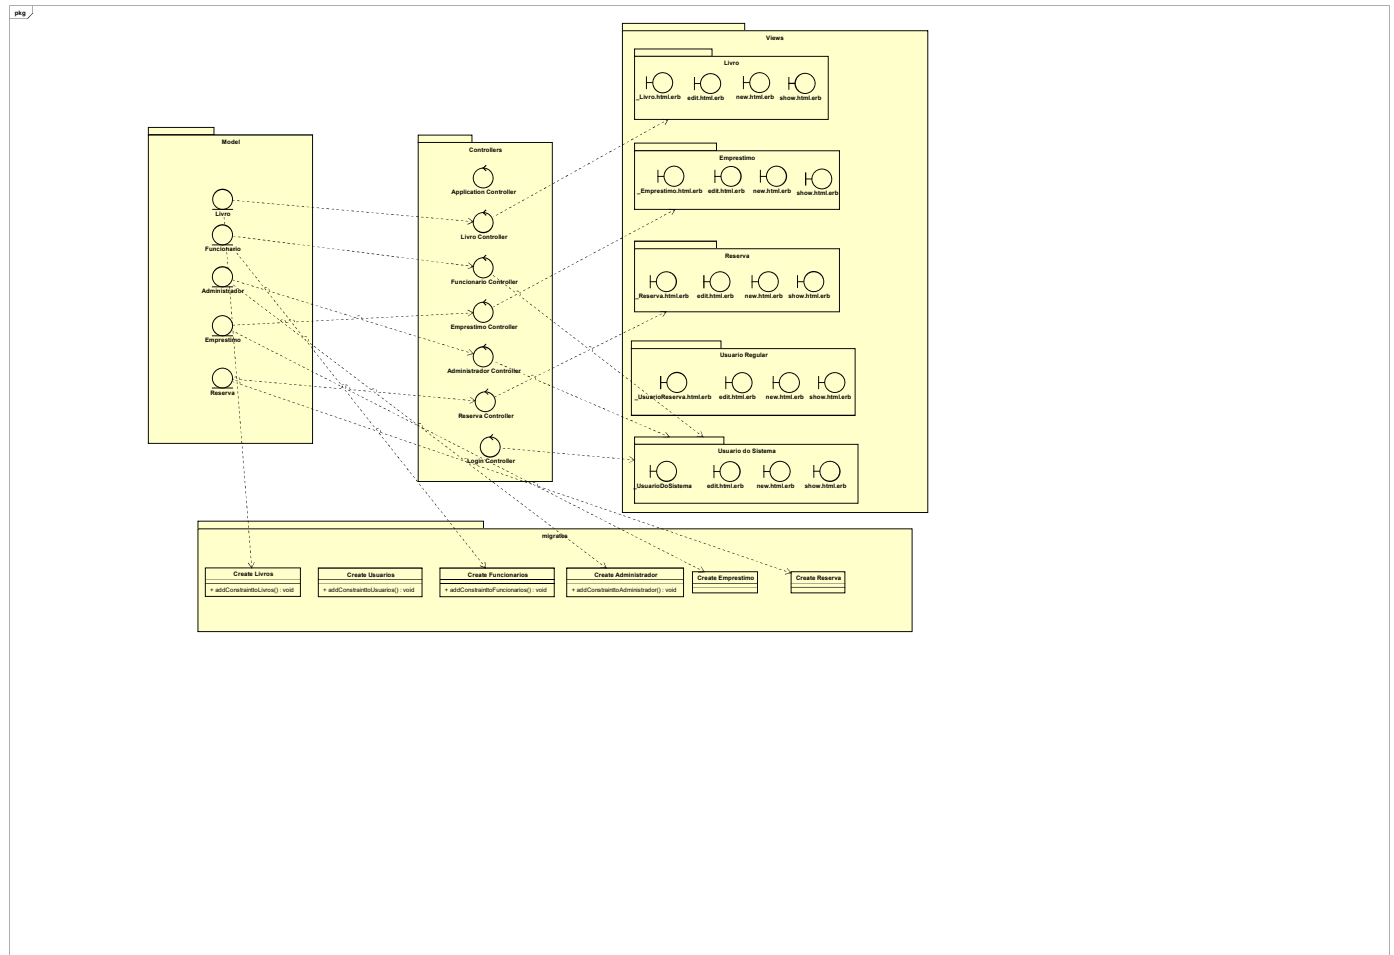 pkg
Views
Livro
_Livro.html.erb
edit.html.erb
new.html.erb
show.html.erb
Emprestimo
_Emprestimo.html.erb
edit.html.erb
new.html.erb
show.html.erb
Reserva
_Reserva.html.erb
edit.html.erb
new.html.erb
show.html.erb
Usuario Regular
_UsuarioReserva.html.erb
edit.html.erb
new.html.erb
show.html.erb
Usuario do Sistema
_UsuarioDoSistema
edit.html.erb
new.html.erb
show.html.erb
Model
Livro
Funcionario
Administrador
Emprestimo
Reserva
Controllers
Application Controller
Livro Controller
Funcionario Controller
Emprestimo Controller
Administrador Controller
Reserva Controller
Login Controller
migrates
Create Livros
+ addConstrainttoLivros() : void
Create Usuarios
+ addConstrainttoUsuarios() : void
Create Funcionarios
+ addConstrainttoFuncionarios() : void
Create Administrador
+ addConstrainttoAdministrador() : void
Create Emprestimo
Create Reserva